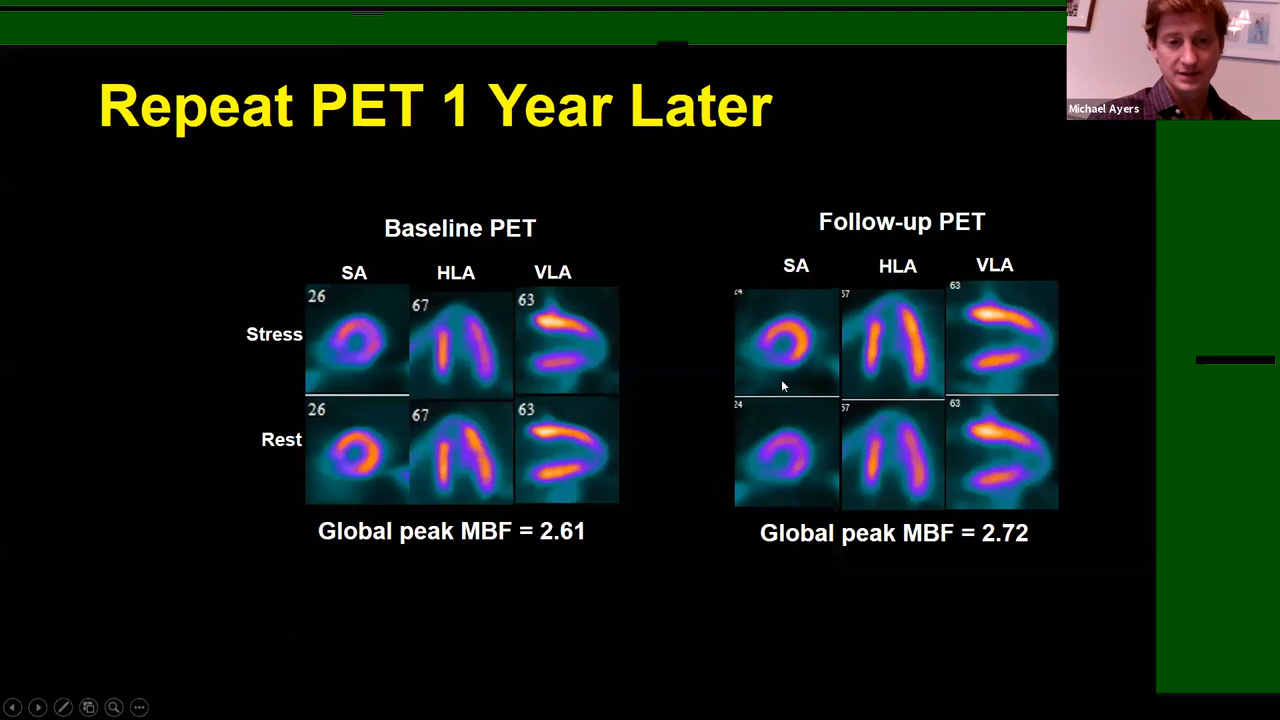 Repeat PET 1 Year Later
Michael Ayers
Baseline PET
Follow-up PET
SA HLA VLA
SA HLA VLA
Stress
26 67 63
24 57 63
Rest
26 67 63
24 57 63
Global peak MBF = 2.61
Global peak MBF = 2.72